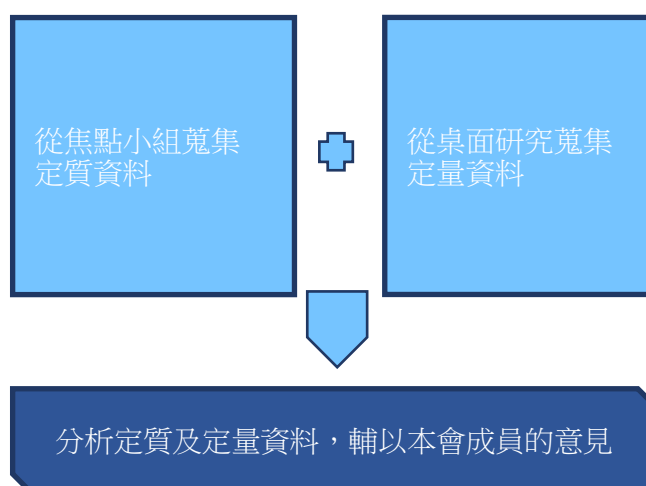 從焦點小組蒐集
定質資料
從桌面研究蒐集
定量資料
分析定質及定量資料，輔以本會成員的意見